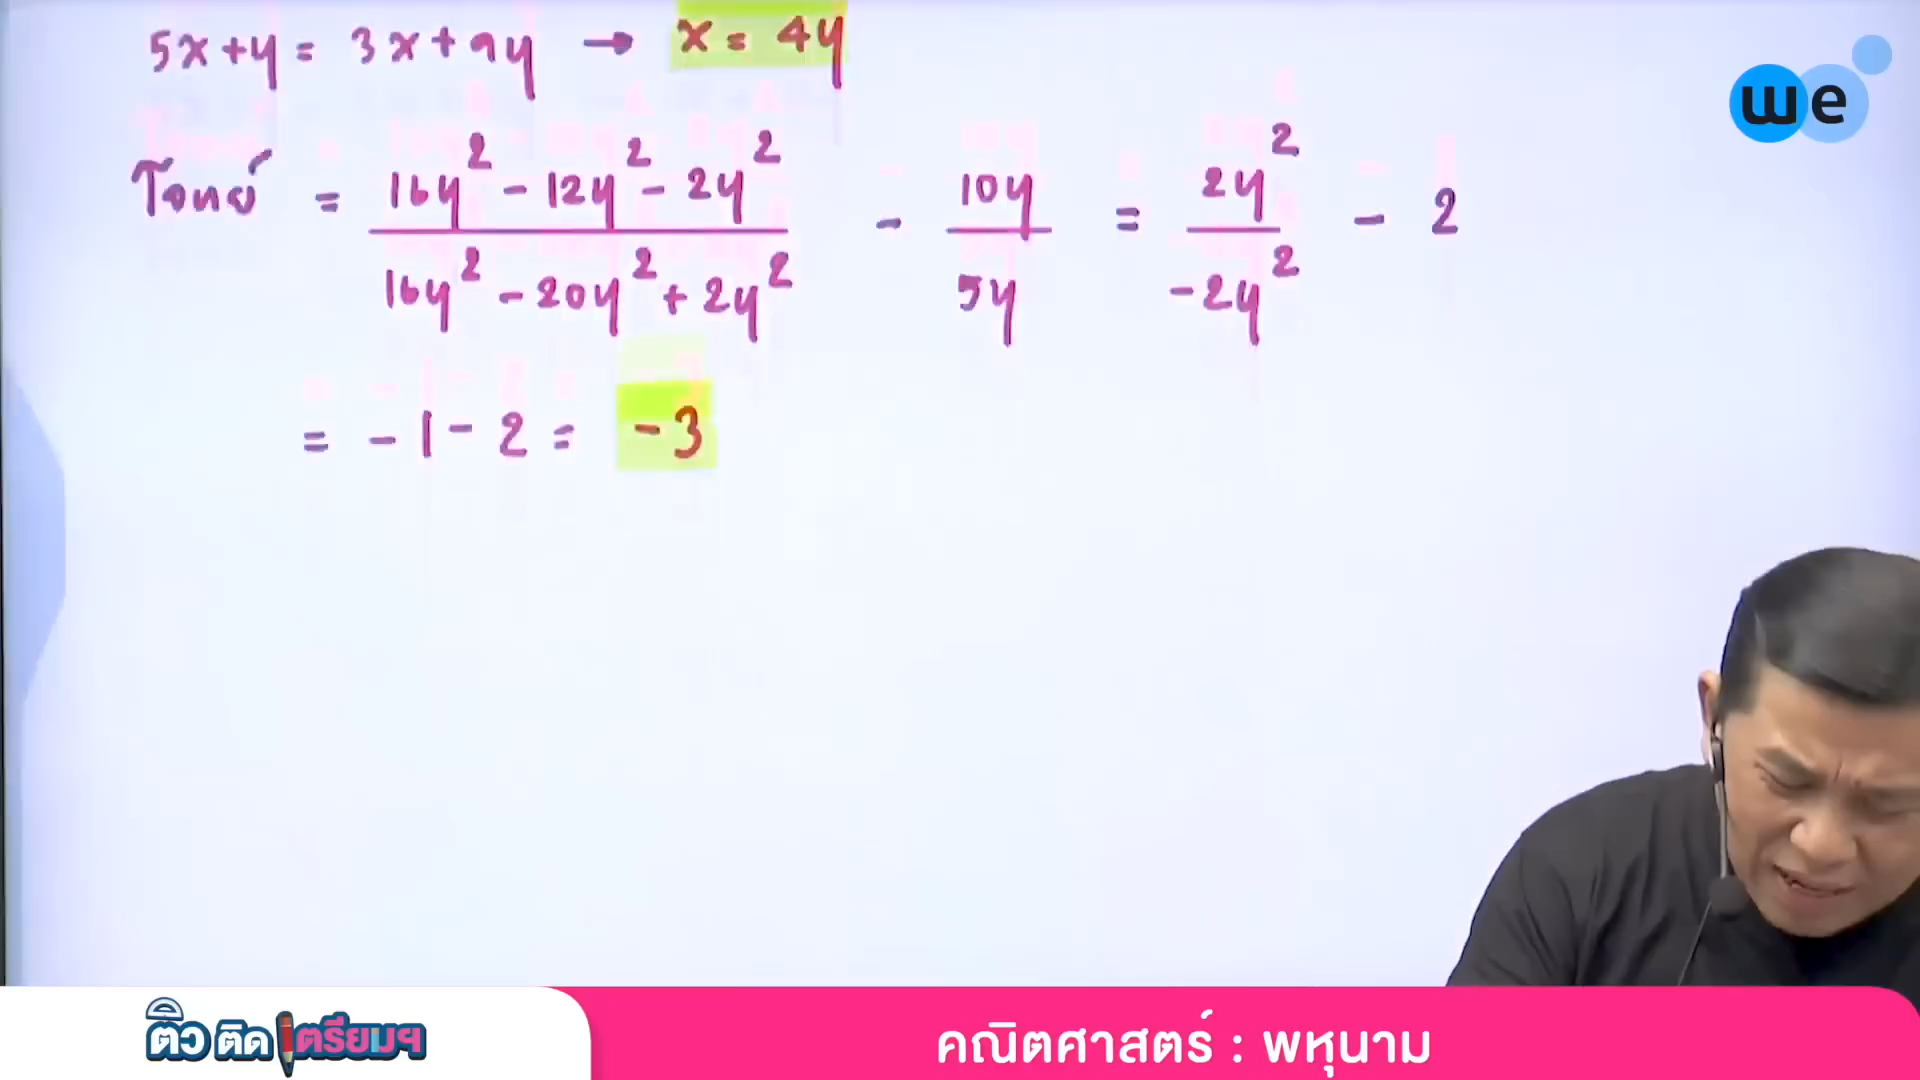 5x + y = 3x + 9y → x = 4y
we
โจทย์ = (16y² - 12y² - 2y²)/(16y² - 20y² + 2y²) - 10y/5y = 2y²/-2y² - 2
= -1 - 2 = -3
ติวติดเตรียมฯ
คณิตศาสตร์ : พหุนาม